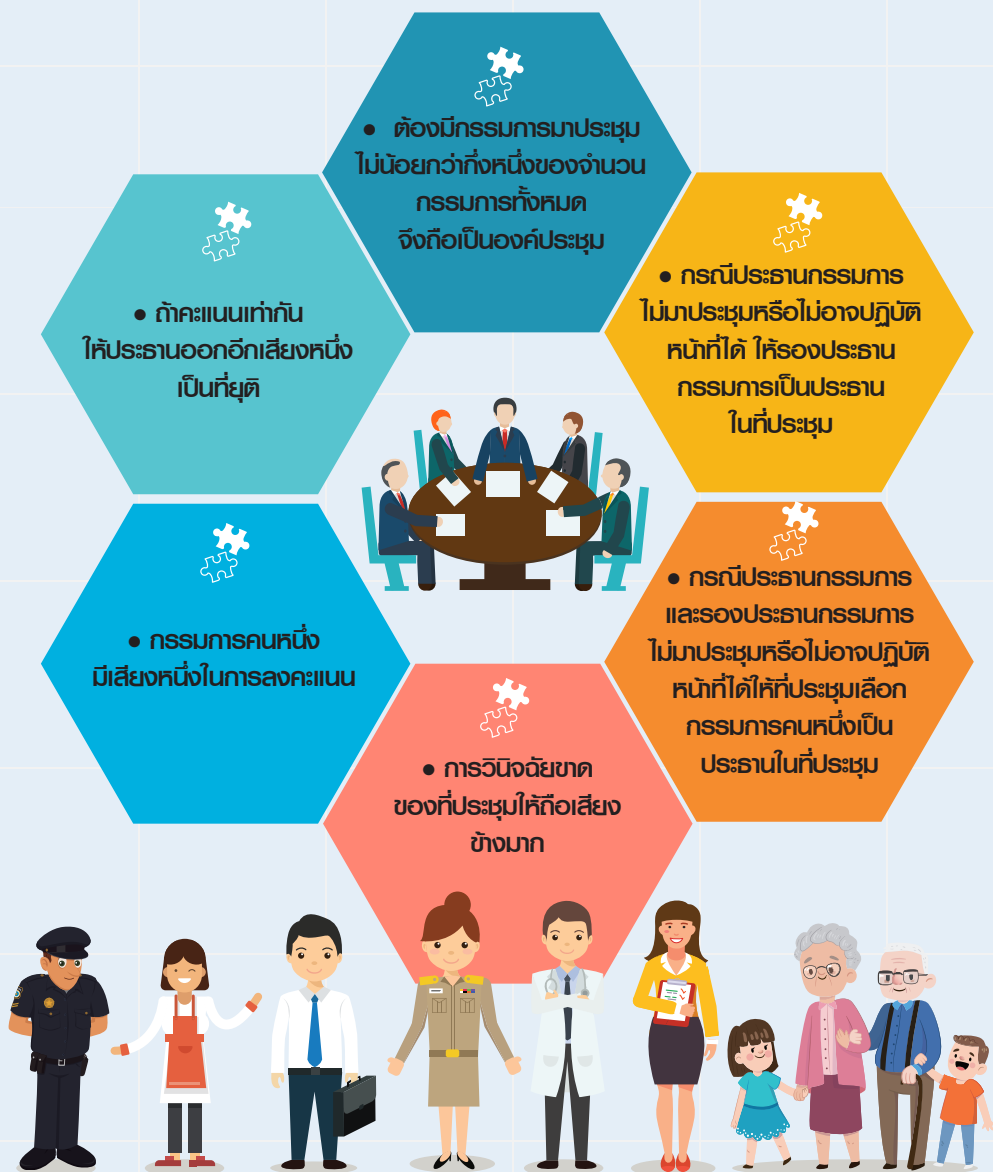 ● ต้องมีกรรมการมาประชุม
ไม่น้อยกว่ากึ่งหนึ่งของจำนวน
กรรมการทั้งหมด
จึงถือเป็นองค์ประชุม
● กรณีประธานกรรมการ
ไม่มาประชุมหรือไม่อาจปฏิบัติ
หน้าที่ได้ ให้รองประธาน
กรรมการเป็นประธาน
ในที่ประชุม
● กรณีประธานกรรมการ
และรองประธานกรรมการ
ไม่มาประชุมหรือไม่อาจปฏิบัติ
หน้าที่ได้ให้ที่ประชุมเลือก
กรรมการคนหนึ่งเป็น
ประธานในที่ประชุม
● การวินิจฉัยขาด
ของที่ประชุมให้ถือเสียง
ข้างมาก
● กรรมการคนหนึ่ง
มีเสียงหนึ่งในการลงคะแนน
● ถ้าคะแนนเท่ากัน
ให้ประธานออกอีกเสียงหนึ่ง
เป็นที่ยุติ